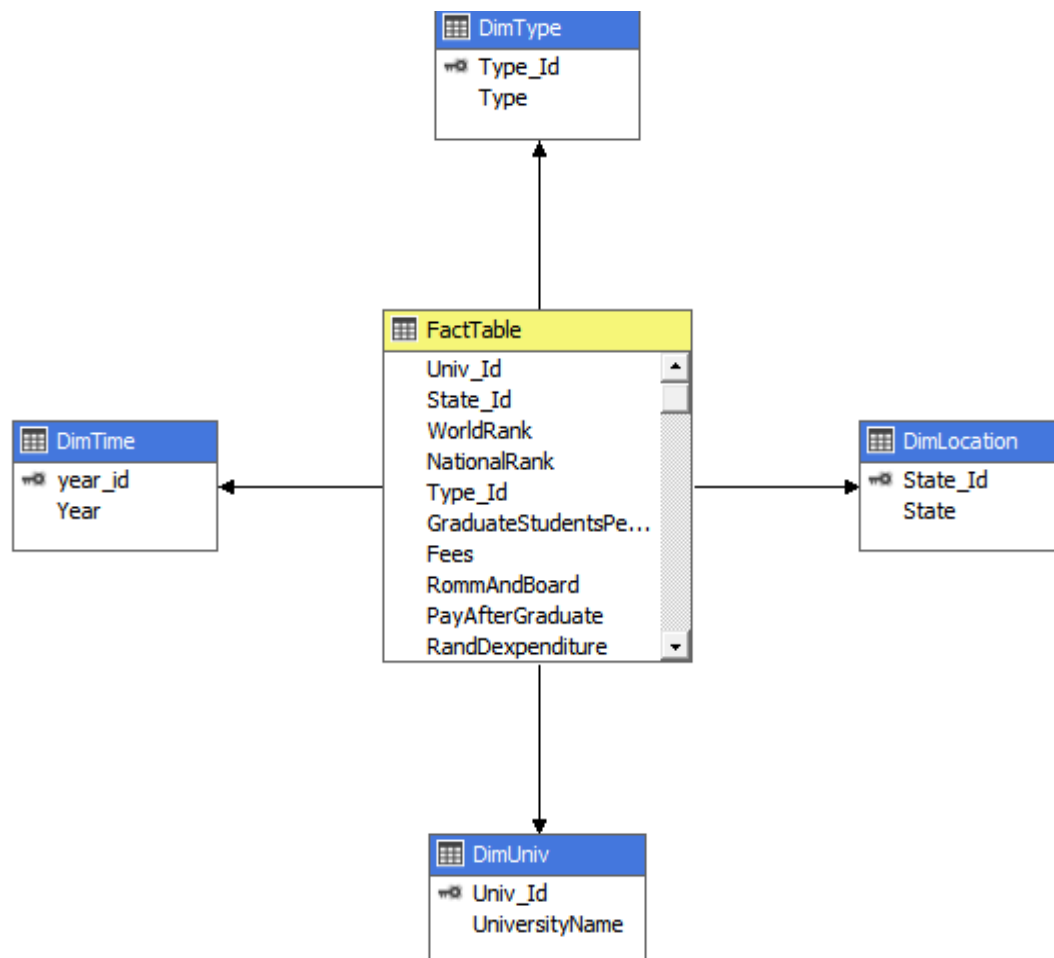 DimType
Type_Id
Type
FactTable
Univ_Id
State_Id
WorldRank
NationalRank
Type_Id
GraduateStudentsPe...
Fees
RommAndBoard
PayAfterGraduate
RandDexpenditure
DimTime
year_id
Year
DimLocation
State_Id
State
DimUniv
Univ_Id
UniversityName